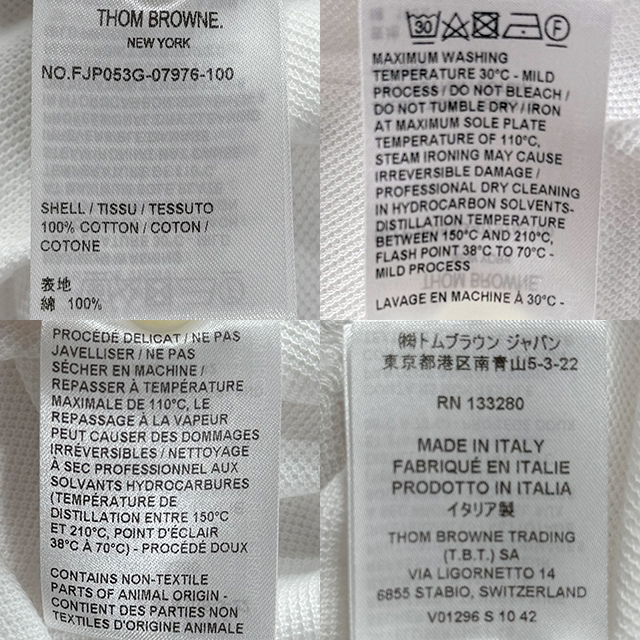 THOM BROWNE.
NEW YORK
NO.FJP053G-07976-100
SHELL / TISSU / TESSUTO
100% COTTON / COTON /
COTONE
表地
綿 100%
30
F
MAXIMUM WASHING
TEMPERATURE 30°C - MILD
PROCESS / DO NOT BLEACH /
DO NOT TUMBLE DRY / IRON
AT MAXIMUM SOLE PLATE
TEMPERATURE OF 110°C,
STEAM IRONING MAY CAUSE
IRREVERSIBLE DAMAGE /
PROFESSIONAL DRY CLEANING
IN HYDROCARBON SOLVENTS-
DISTILLATION TEMPERATURE
BETWEEN 150°C AND 210°C,
FLASH POINT 38°C TO 70°C -
MILD PROCESS
LAVAGE EN MACHINE À 30°C -
PROCÉDÉ DÉLICAT / NE PAS
JAVELLISER / NE PAS
SÉCHER EN MACHINE /
REPASSER À TEMPÉRATURE
MAXIMALE DE 110°C, LE
REPASSAGE À LA VAPEUR
PEUT CAUSER DES DOMMAGES
IRRÉVERSIBLES / NETTOYAGE
À SEC PROFESSIONNEL AUX
SOLVANTS HYDROCARBURES
(TEMPÉRATURE DE
DISTILLATION ENTRE 150°C
ET 210°C, POINT D'ÉCLAIR
38°C À 70°C) - PROCÉDÉ DOUX
CONTAINS NON-TEXTILE
PARTS OF ANIMAL ORIGIN -
CONTIENT DES PARTIES NON
TEXTILES D'ORIGINE ANIMALE
㈱トムブラウン ジャパン
東京都港区南青山5-3-22
RN 133280
MADE IN ITALY
FABRIQUÉ EN ITALIE
PRODOTTO IN ITALIA
イタリア製
THOM BROWNE TRADING
(T.B.T.) SA
VIA LIGORNETTO 14
6855 STABIO, SWITZERLAND
V01296 S 10 42